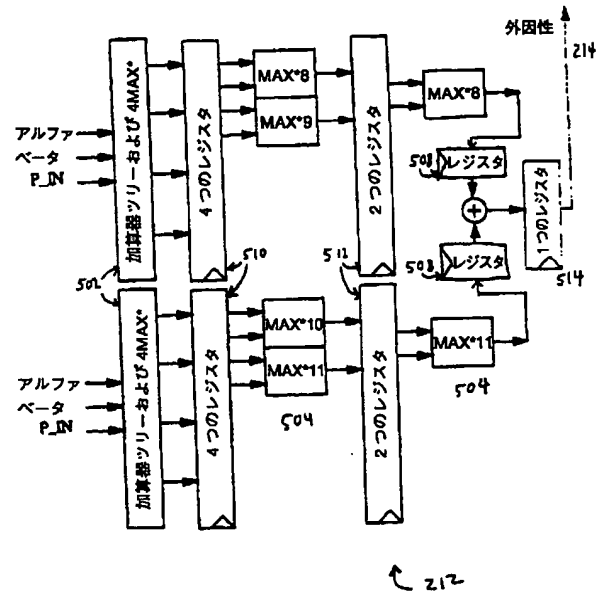 外因性
214
アルファ
ベータ
P_IN
加算器ツリーおよび4MAX*
4つのレジスタ
MAX*8
MAX*9
2つのレジスタ
MAX*8
508
レジスタ
+
1つのレジスタ
508
レジスタ
514
502
510
512
アルファ
ベータ
P_IN
加算器ツリーおよび4MAX*
4つのレジスタ
MAX*10
MAX*11
504
2つのレジスタ
MAX*11
504
212